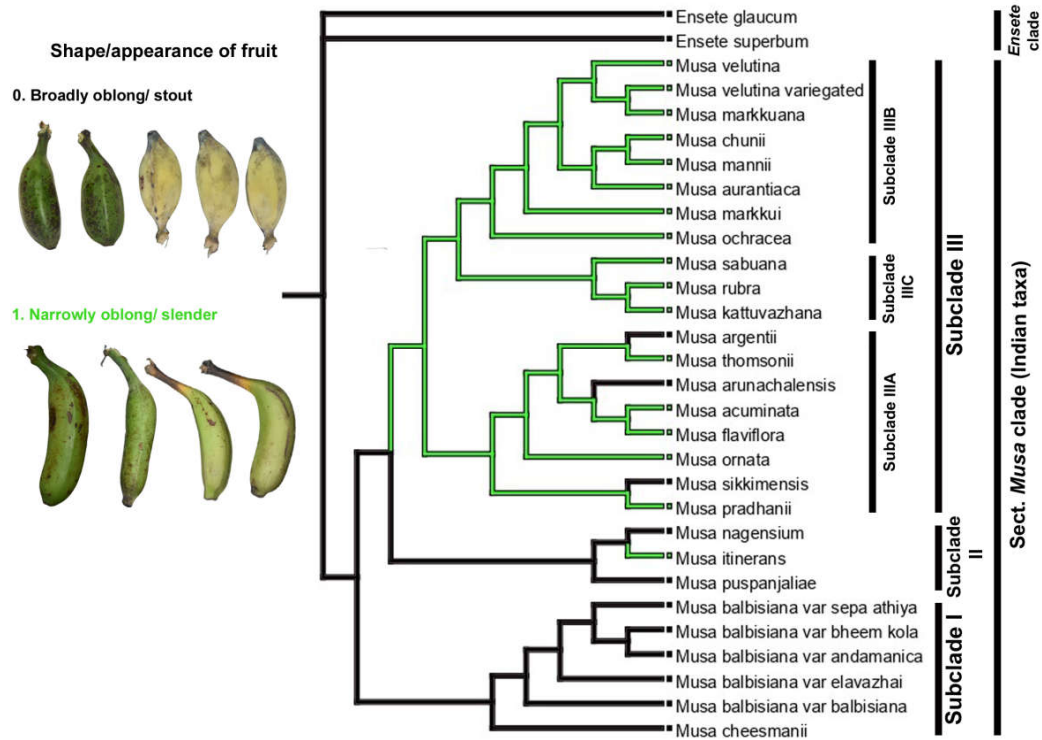 Shape/appearance of fruit
0. Broadly oblong/ stout
1. Narrowly oblong/ slender
Ensete glaucum
Ensete superbum
Musa velutina
Musa velutina variegated
Musa markkuana
Musa chunii
Musa mannii
Musa aurantiaca
Musa markkui
Musa ochracea
Musa sabuana
Musa rubra
Musa kattuvazhana
Musa argentii
Musa thomsonii
Musa arunachalensis
Musa acuminata
Musa flaviflora
Musa ornata
Musa sikkimensis
Musa pradhanii
Musa nagensium
Musa itinerans
Musa puspanjaliae
Musa balbisiana var sepa athiya
Musa balbisiana var bheem kola
Musa balbisiana var andamanica
Musa balbisiana var elavazhai
Musa balbisiana var balbisiana
Musa cheesmanii
Subclade IIIB
Subclade
IIIC
Subclade IIIA
Subclade III
Subclade
II
Subclade I
Ensete
clade
Sect. Musa clade (Indian taxa)